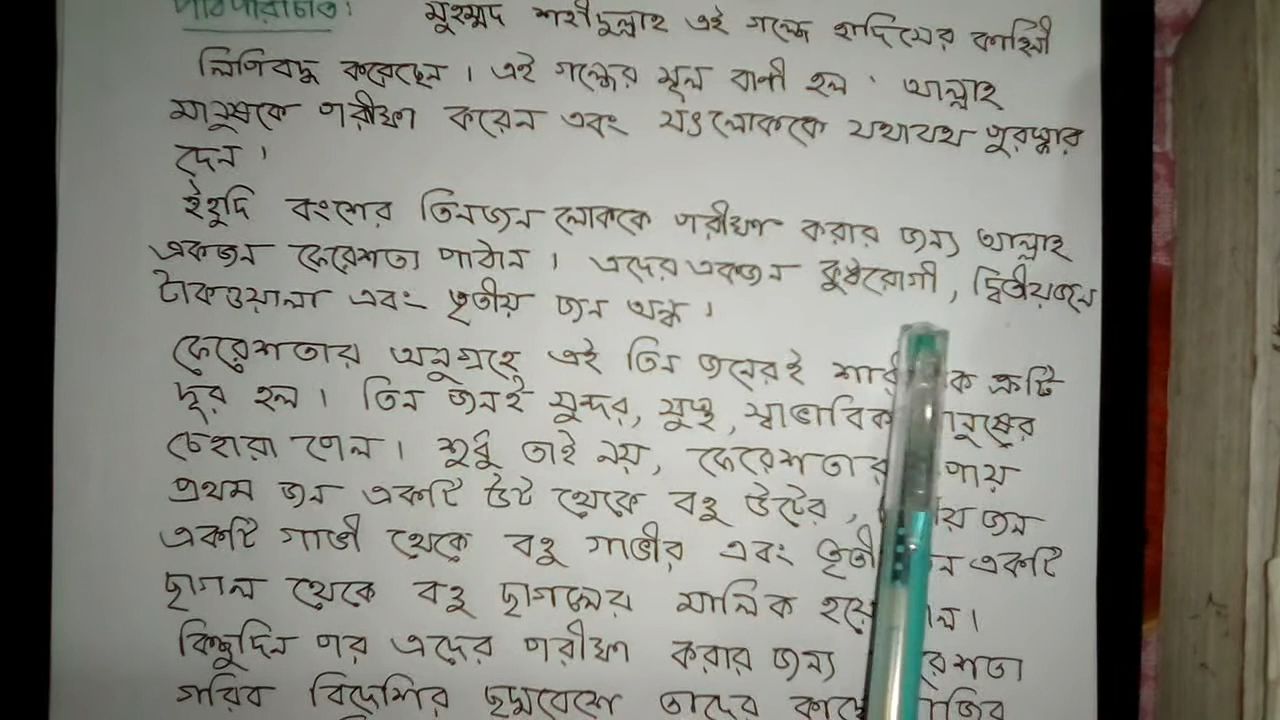 পাঠপরিচিতি: মুহম্মদ শহীদুল্লাহ এই গল্পে হাদিসের কাহিনী
লিপিবদ্ধ করেছেন। এই গল্পের মূল বাণী হল আল্লাহ
মানুষকে পরীক্ষা করেন এবং সৎলোককে যথাযথ পুরস্কার
দেন।
ইহুদি বংশের তিনজন লোককে পরীক্ষা করার জন্য আল্লাহ
একজন ফেরেশতা পাঠান। এদের একজন কুষ্ঠরোগী, দ্বিতীয়জন
টাকওয়ালা এবং তৃতীয় জন অন্ধ।
ফেরেশতার অনুগ্রহে এই তিন জনেরই ত্রুটি
দূর হল। তিন জনই সুন্দর, সুস্থ, স্বাভাবিক
চেহারা পেল। শুধু তাই নয়, ফেরেশতার
প্রথম জন একটি উট থেকে বহু উটের, জন
একটি গাভী থেকে বহু গাভীর এবং একটি
ছাগল থেকে বহু ছাগলের মালিক
কিছুদিন পর এদের পরীক্ষা করার জন্য
গরিব বিদেশির ছদ্মবেশে তাদের